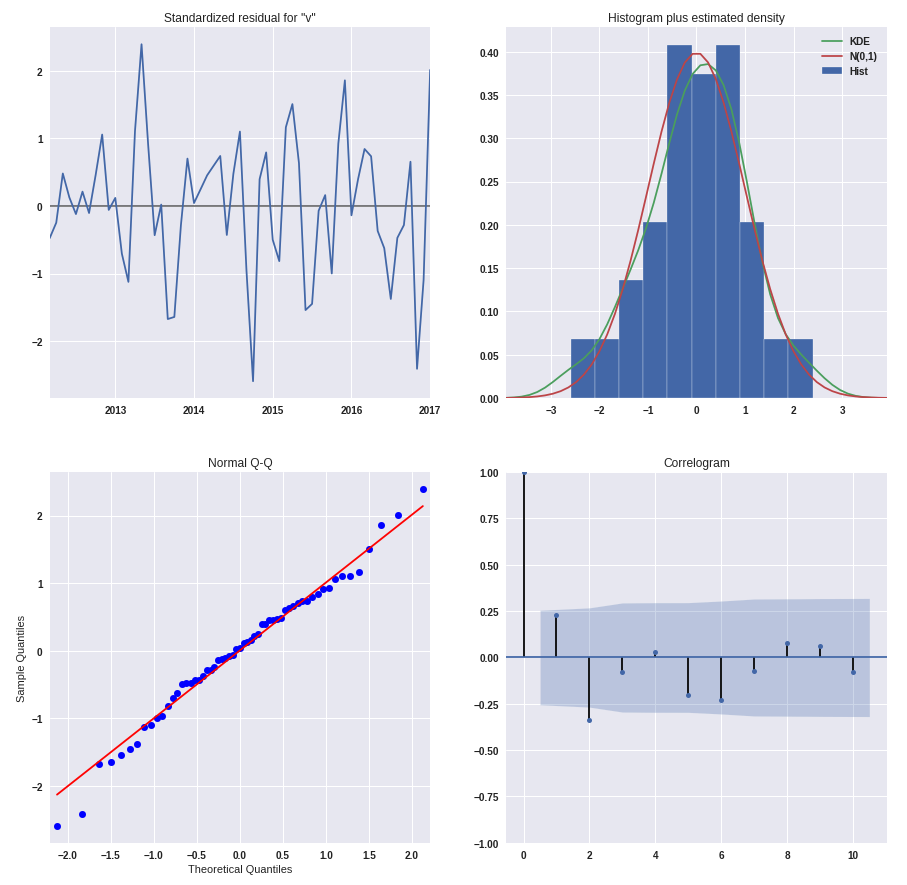 Standardized residual for "v"
2
1
0
−1
−2
2013 2014 2015 2016 2017
Histogram plus estimated density
KDE
N(0,1)
Hist
0.40
0.35
0.30
0.25
0.20
0.15
0.10
0.05
0.00
−3 −2 −1 0 1 2 3
Normal Q-Q
Sample Quantiles
2
1
0
−1
−2
−2.0 −1.5 −1.0 −0.5 0.0 0.5 1.0 1.5 2.0
Theoretical Quantiles
Correlogram
1.00
0.75
0.50
0.25
0.00
−0.25
−0.50
−0.75
−1.00
0 2 4 6 8 10